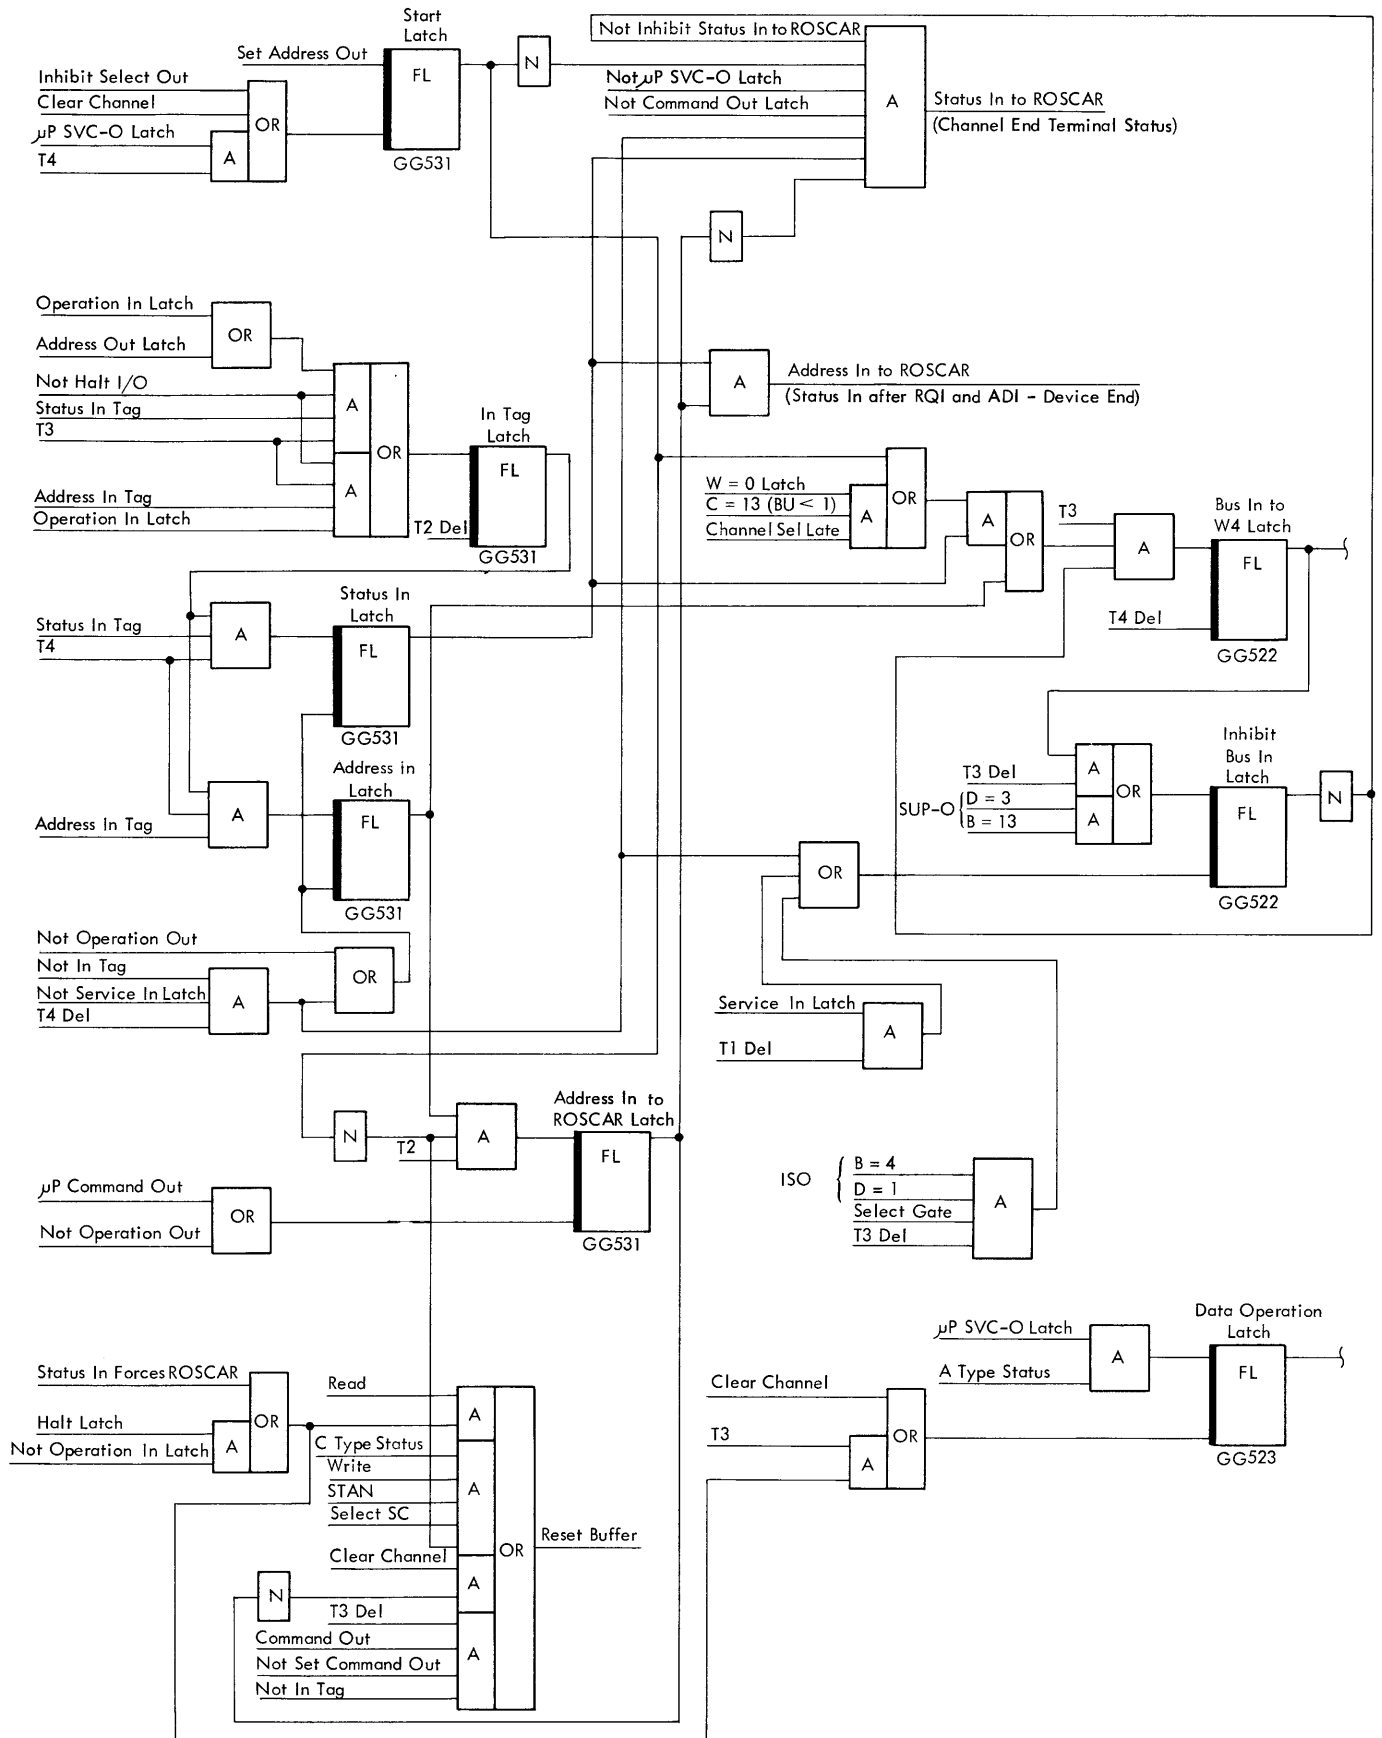 Start
Latch
Set Address Out
FL
N
Not Inhibit Status In to ROSCAR
Inhibit Select Out
Clear Channel
OR
µP SVC-O Latch
A
T4
GG531
Not µP SVC-O Latch
Not Command Out Latch
A
Status In to ROSCAR
(Channel End Terminal Status)
N
Operation In Latch
OR
Address Out Latch
Not Halt I/O
Status In Tag
T3
A
OR
A
Address In Tag
Operation In Latch
In Tag
Latch
FL
T2 Del
GG531
A
Address In to ROSCAR
(Status In after RQI and ADI - Device End)
W = 0 Latch
C = 13 (BU < 1)
Channel Sel Late
A
OR
A
OR
T3
A
Bus In to
W4 Latch
FL
T4 Del
GG522
Status In Tag
T4
A
Status In
Latch
FL
GG531
Address In Tag
A
Address in
Latch
FL
GG531
T3 Del
SUP-O
D = 3
B = 13
A
A
OR
Inhibit
Bus In
Latch
FL
N
GG522
OR
Not Operation Out
Not In Tag
Not Service In Latch
T4 Del
A
OR
Service In Latch
T1 Del
A
N
T2
A
Address In to
ROSCAR Latch
FL
GG531
µP Command Out
OR
Not Operation Out
ISO
B = 4
D = 1
Select Gate
T3 Del
A
Status In Forces ROSCAR
Halt Latch
Not Operation In Latch
A
OR
Read
C Type Status
Write
STAN
Select SC
Clear Channel
N
T3 Del
Command Out
Not Set Command Out
Not In Tag
A
A
A
A
OR
Reset Buffer
Data Operation
Latch
µP SVC-O Latch
A Type Status
A
FL
GG523
Clear Channel
T3
A
OR